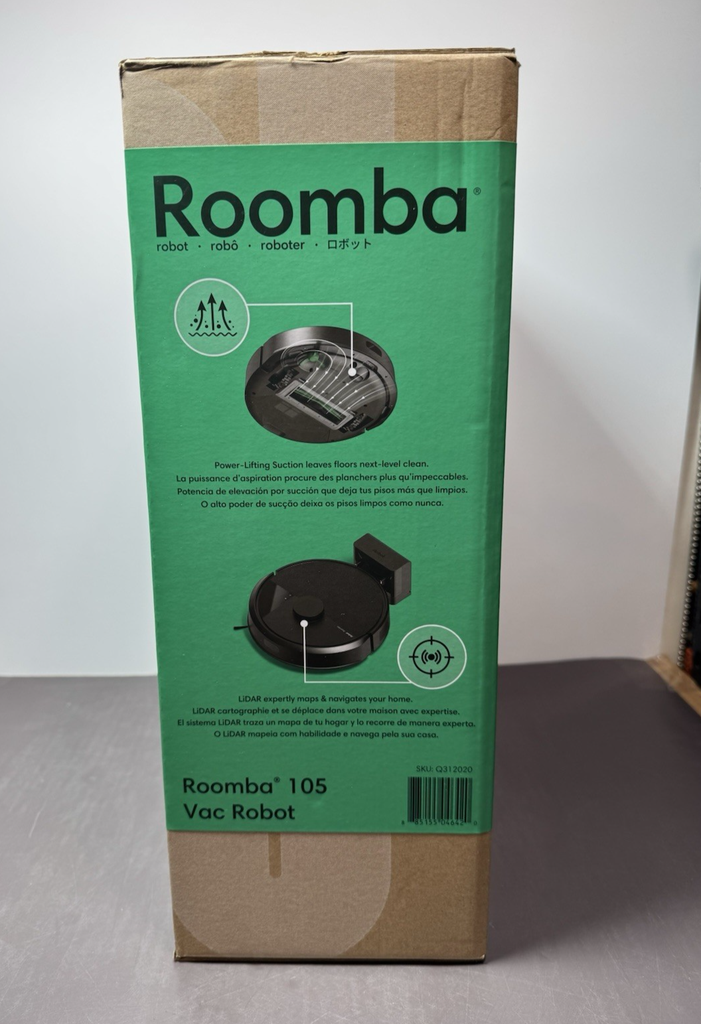 Roomba®
robot · robô · roboter · ロボット
Power-Lifting Suction leaves floors next-level clean.
La puissance d'aspiration procure des planchers plus qu'impeccables.
Potencia de elevación por succión que deja tus pisos más que limpios.
O alto poder de sucção deixa os pisos limpos como nunca.
LiDAR expertly maps & navigates your home.
LiDAR cartographie et se déplace dans votre maison avec expertise.
El sistema LiDAR traza un mapa de tu hogar y lo recorre de manera experta.
O LiDAR mapeia com habilidade e navega pela sua casa.
SKU: Q312020
Roomba® 105
Vac Robot